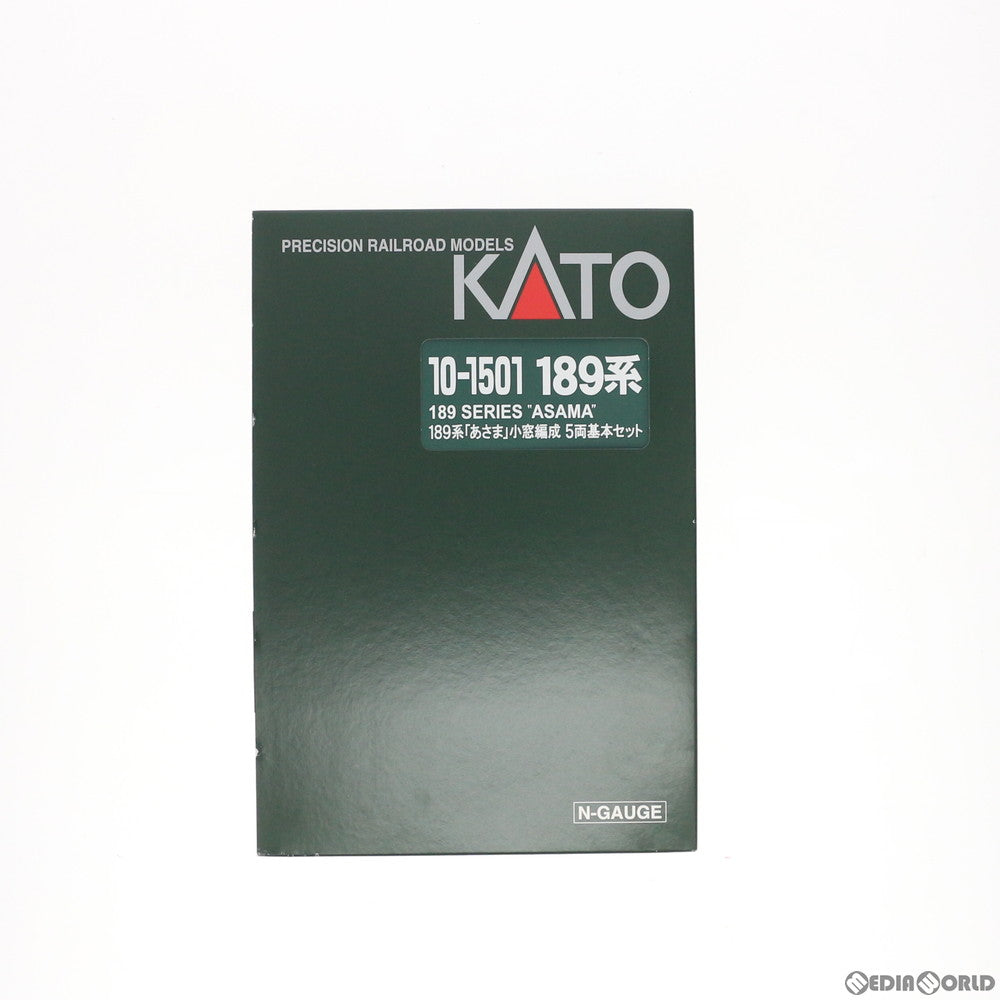 PRECISION RAILROAD MODELS
KATO
10-1501 189系
189 SERIES "ASAMA"
189系「あさま」小窓編成 5両基本セット
N-GAUGE
MEDIAWORLD